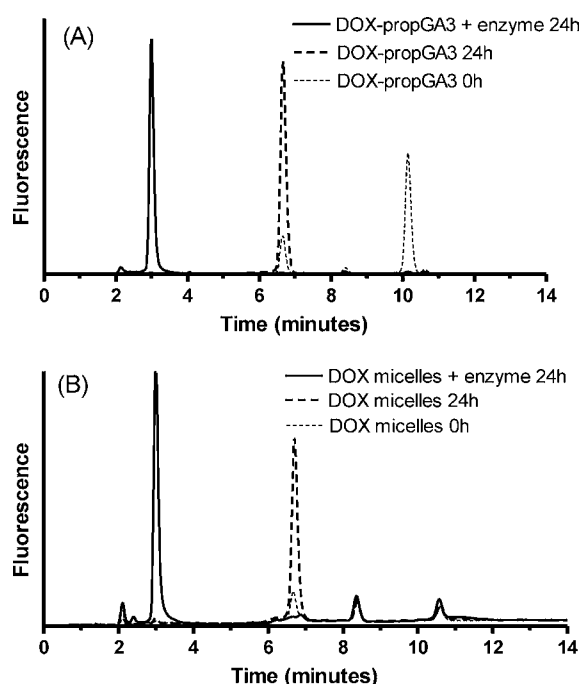 (A)
DOX-propGA3 + enzyme 24h
DOX-propGA3 24h
DOX-propGA3 0h
Fluorescence
0 2 4 6 8 10 12 14
Time (minutes)
(B)
DOX micelles + enzyme 24h
DOX micelles 24h
DOX micelles 0h
Fluorescence
0 2 4 6 8 10 12 14
Time (minutes)